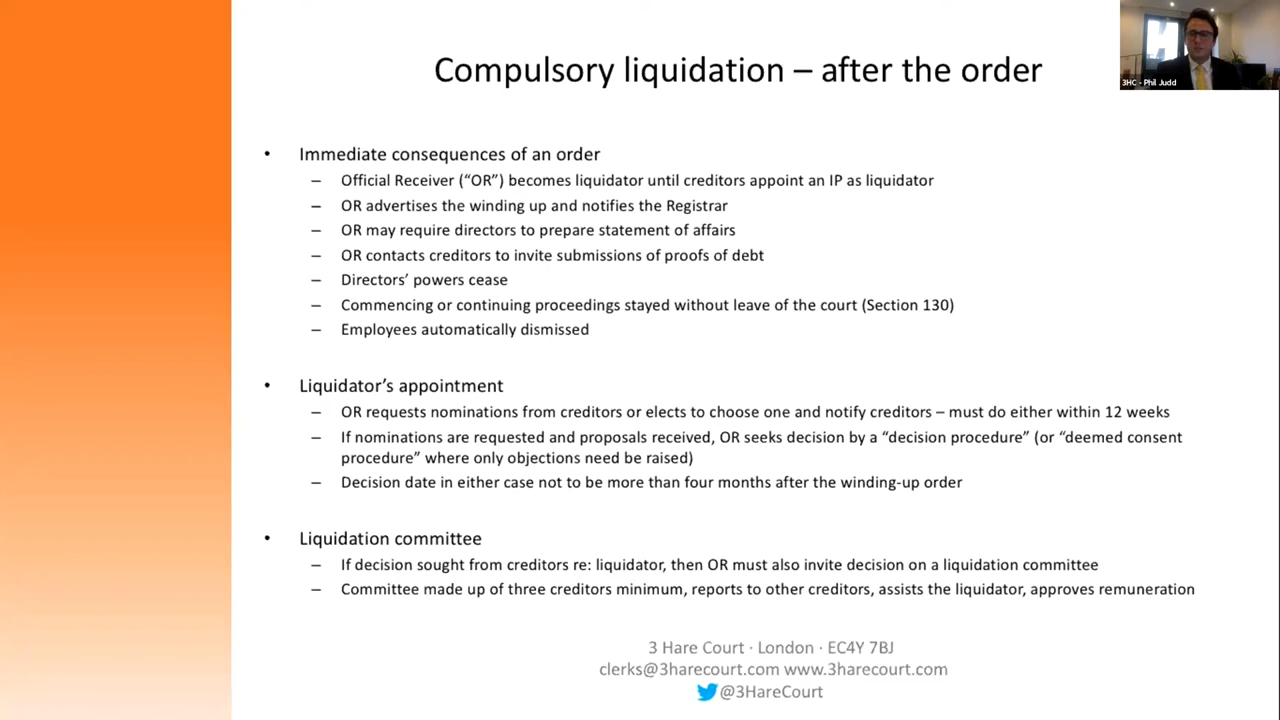 Compulsory liquidation – after the order
3HC - Phil Judd
• Immediate consequences of an order
– Official Receiver (“OR”) becomes liquidator until creditors appoint an IP as liquidator
– OR advertises the winding up and notifies the Registrar
– OR may require directors to prepare statement of affairs
– OR contacts creditors to invite submissions of proofs of debt
– Directors’ powers cease
– Commencing or continuing proceedings stayed without leave of the court (Section 130)
– Employees automatically dismissed
• Liquidator’s appointment
– OR requests nominations from creditors or elects to choose one and notify creditors – must do either within 12 weeks
– If nominations are requested and proposals received, OR seeks decision by a “decision procedure” (or “deemed consent
procedure” where only objections need be raised)
– Decision date in either case not to be more than four months after the winding-up order
• Liquidation committee
– If decision sought from creditors re: liquidator, then OR must also invite decision on a liquidation committee
– Committee made up of three creditors minimum, reports to other creditors, assists the liquidator, approves remuneration
3 Hare Court · London · EC4Y 7BJ
clerks@3harecourt.com www.3harecourt.com
@3HareCourt